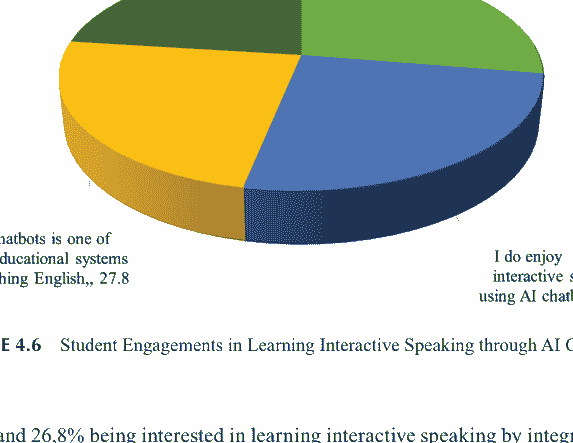 hatbots is one of
ducational systems
hing English,, 27.8
I do enjoy
interactive s
using AI chatb
E 4.6 Student Engagements in Learning Interactive Speaking through AI C
and 26,8% being interested in learning interactive speaking by integr